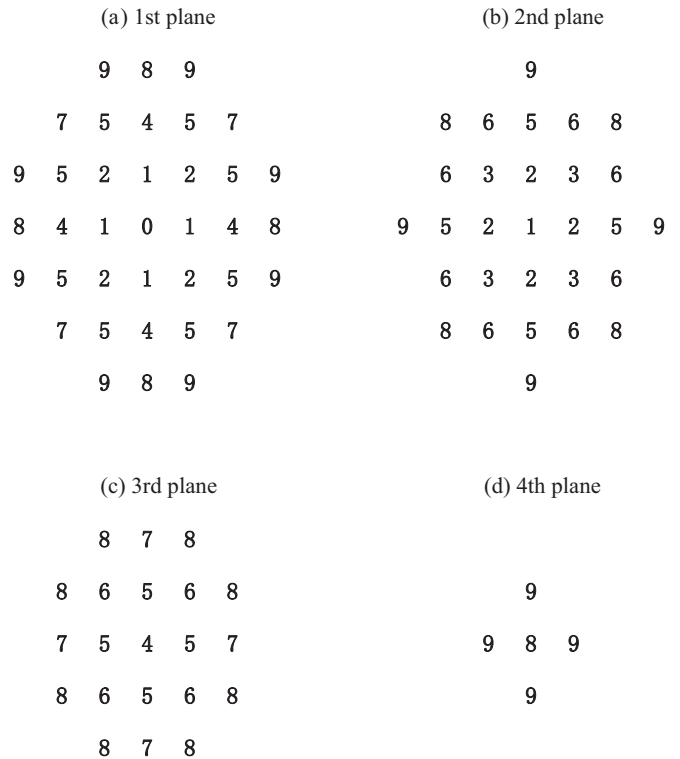 (a) 1st plane
9 8 9
7 5 4 5 7
9 5 2 1 2 5 9
8 4 1 0 1 4 8
9 5 2 1 2 5 9
7 5 4 5 7
9 8 9
(b) 2nd plane
9
8 6 5 6 8
6 3 2 3 6
9 5 2 1 2 5 9
6 3 2 3 6
8 6 5 6 8
9
(c) 3rd plane
8 7 8
8 6 5 6 8
7 5 4 5 7
8 6 5 6 8
8 7 8
(d) 4th plane
9
9 8 9
9